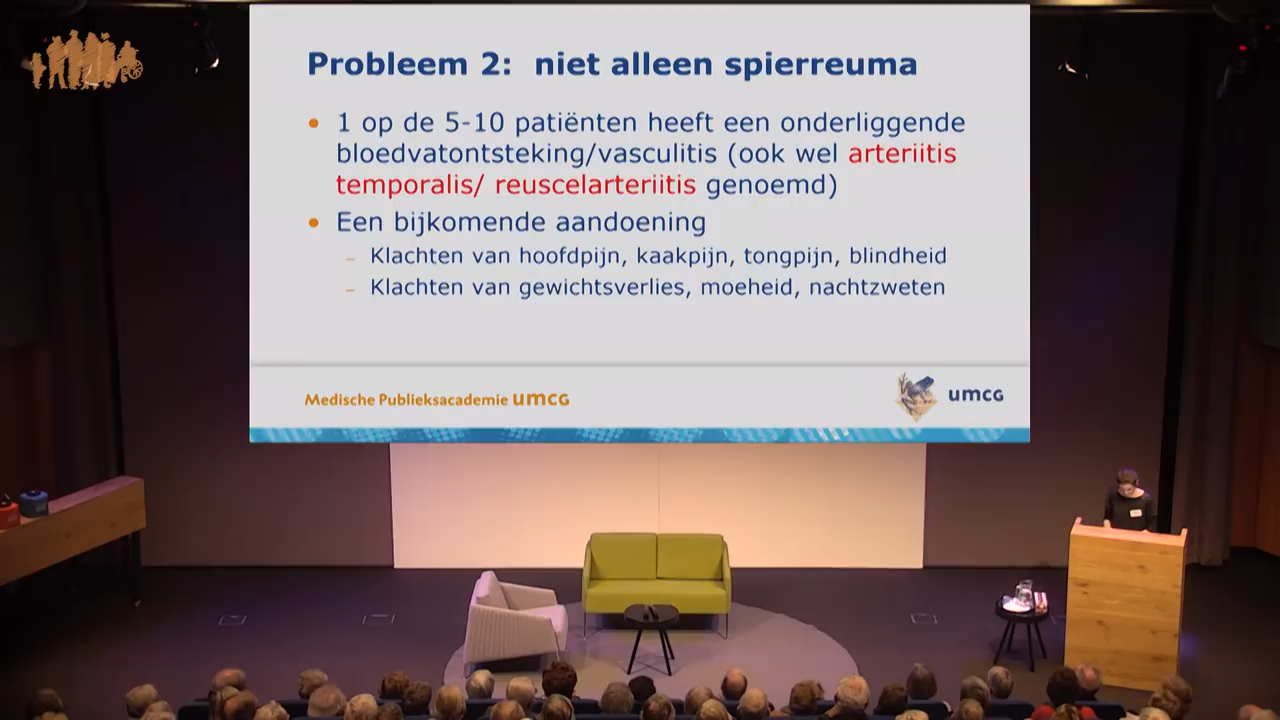 Probleem 2: niet alleen spierreuma
• 1 op de 5-10 patiënten heeft een onderliggende
bloedvatontsteking/vasculitis (ook wel arteriitis
temporalis/ reuscelarteriitis genoemd)
• Een bijkomende aandoening
– Klachten van hoofdpijn, kaakpijn, tongpijn, blindheid
– Klachten van gewichtsverlies, moeheid, nachtzweten
Medische Publieksacademie umcg
umcg